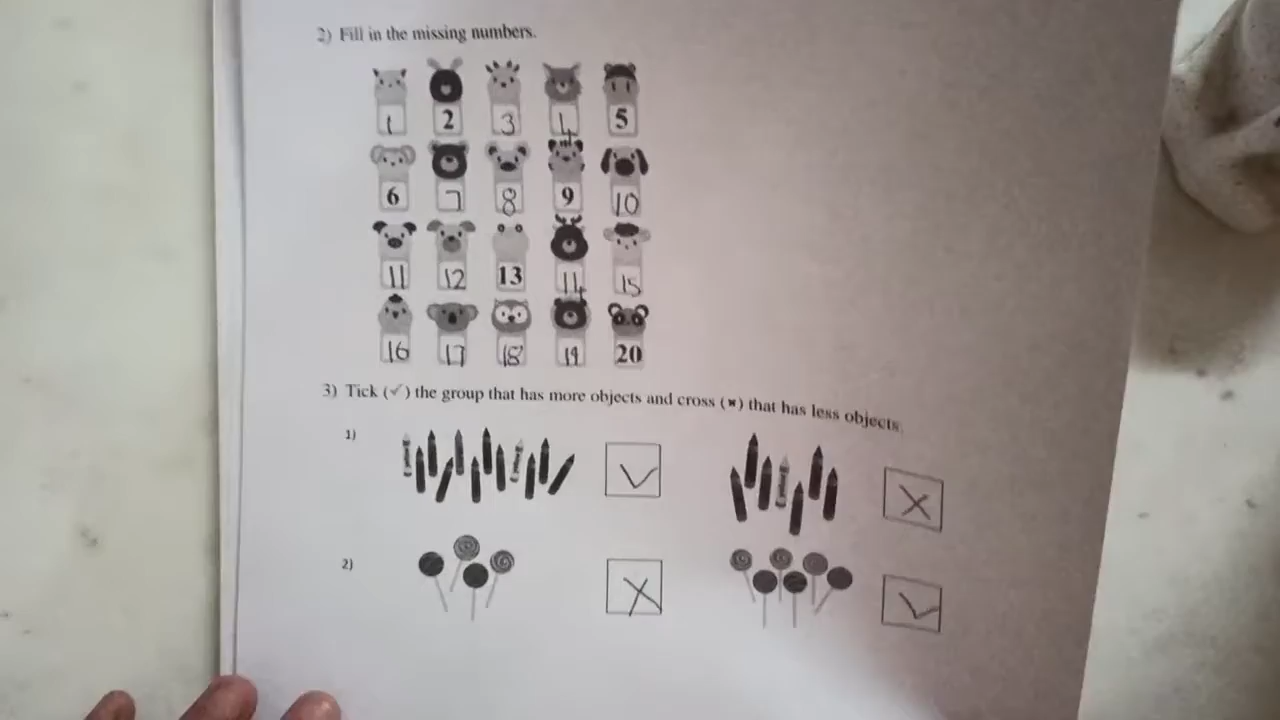 2) Fill in the missing numbers.
1 2 3 4 5
6 7 8 9 10
11 12 13 14 15
16 17 18 19 20
3) Tick (✓) the group that has more objects and cross (✖) that has less objects.
1)
2)